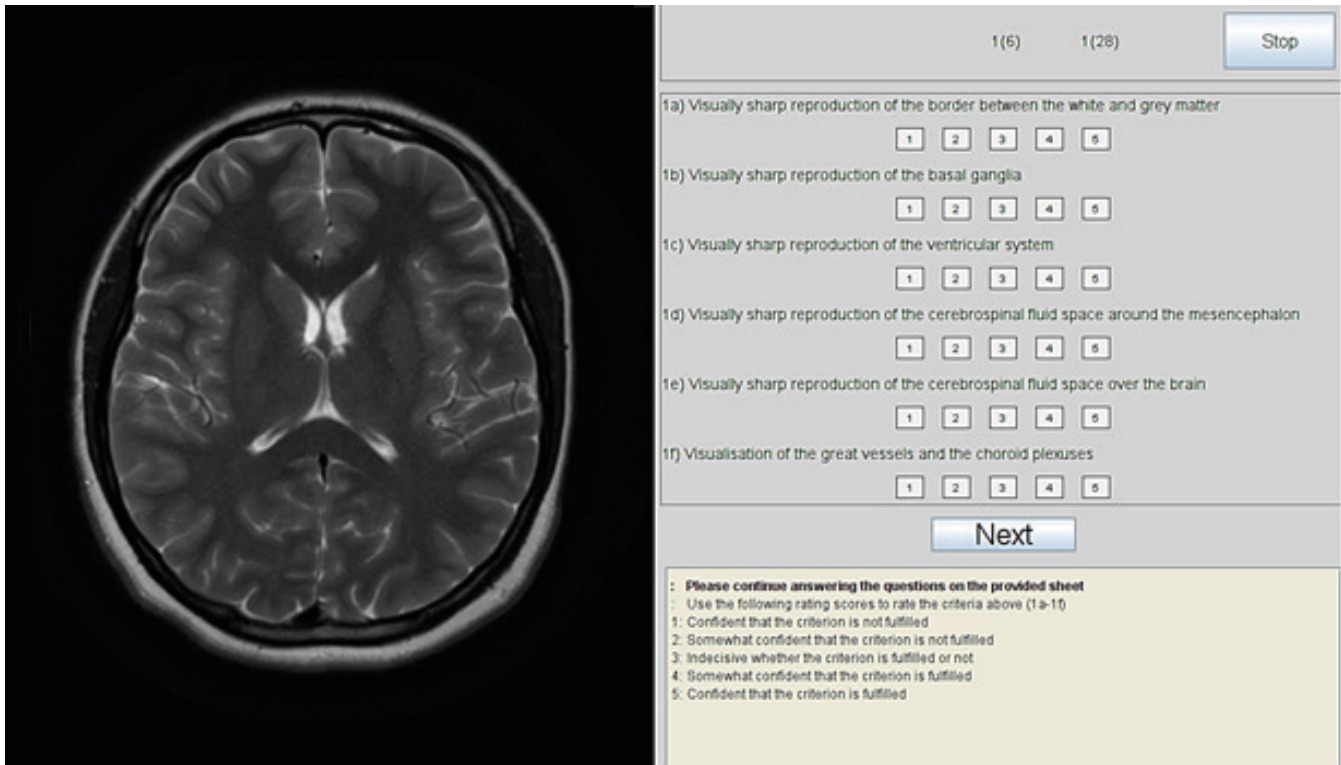 1(6) 1(28) Stop
1a) Visually sharp reproduction of the border between the white and grey matter
1 2 3 4 5
1b) Visually sharp reproduction of the basal ganglia
1 2 3 4 5
1c) Visually sharp reproduction of the ventricular system
1 2 3 4 5
1d) Visually sharp reproduction of the cerebrospinal fluid space around the mesencephalon
1 2 3 4 5
1e) Visually sharp reproduction of the cerebrospinal fluid space over the brain
1 2 3 4 5
1f) Visualisation of the great vessels and the choroid plexuses
1 2 3 4 5
Next
: Please continue answering the questions on the provided sheet
: Use the following rating scores to rate the criteria above (1a-1f)
1: Confident that the criterion is not fulfilled
2: Somewhat confident that the criterion is not fulfilled
3: Indecisive whether the criterion is fulfilled or not
4: Somewhat confident that the criterion is fulfilled
5: Confident that the criterion is fulfilled